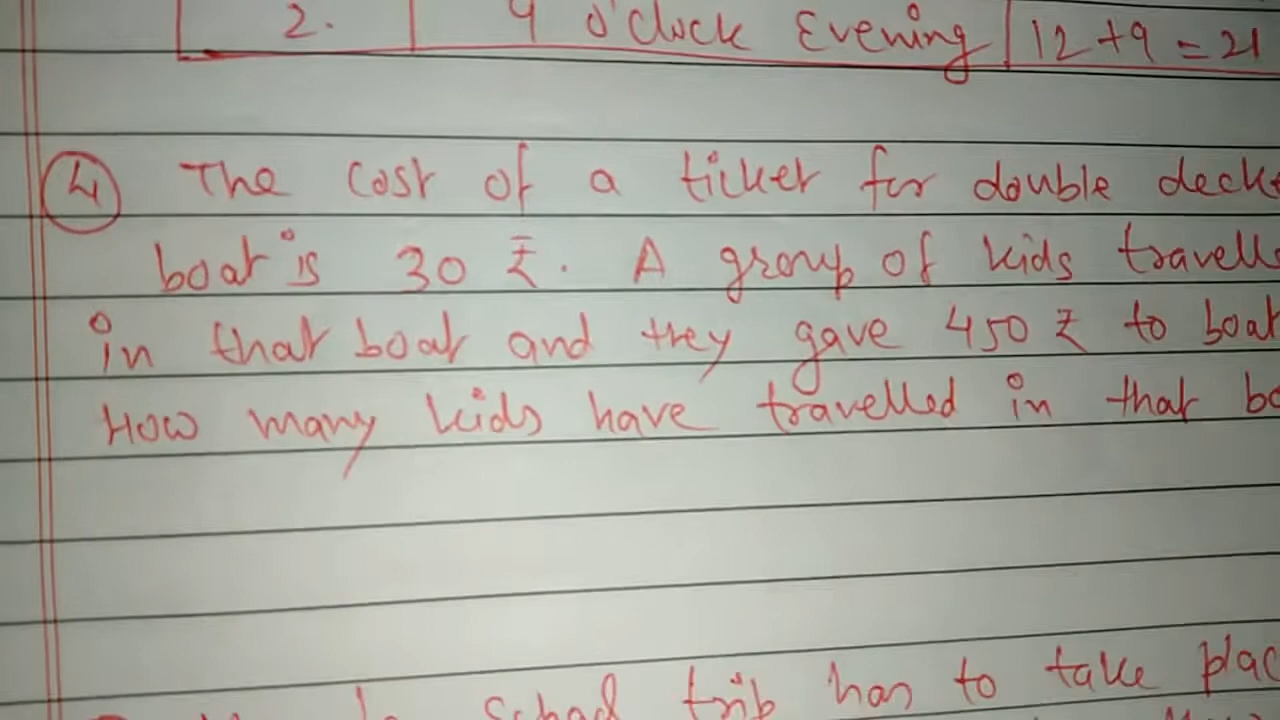 2. 9 o'clock Evening 12+9=21
4 The cost of a ticket for double deck
boat is 30 ₹. A group of kids travell
in that boat and they gave 450 ₹ to boat
How many kids have travelled in that bo
school trip has to take plac